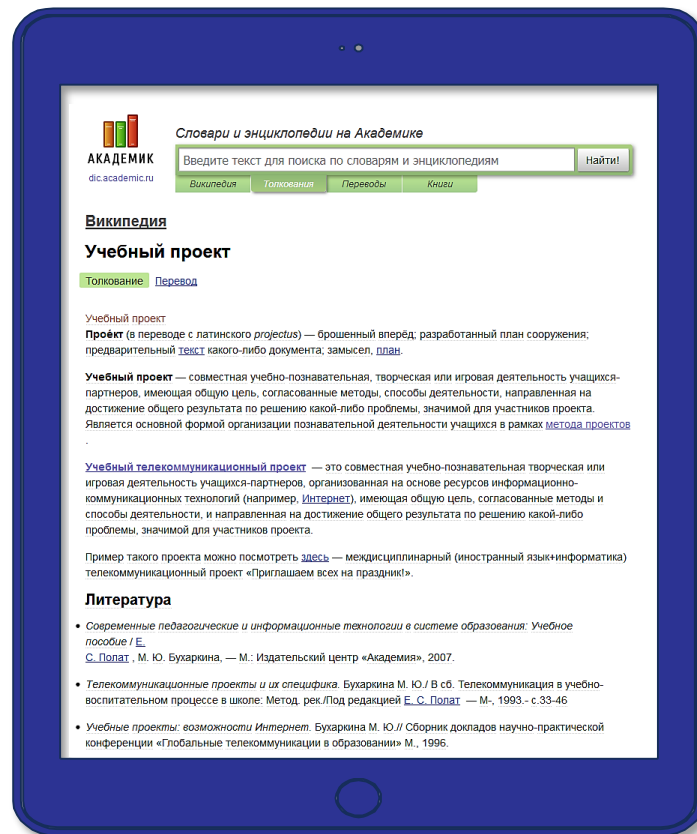 Словари и энциклопедии на Академике
АКАДЕМИК
dic.academic.ru
Введите текст для поиска по словарям и энциклопедиям
Найти!
Википедия Толкования Переводы Книги
Википедия
Учебный проект
Толкование Перевод
Учебный проект
Прое́кт (в переводе с латинского projectus) — брошенный вперёд; разработанный план сооружения;
предварительный текст какого-либо документа; замысел, план.
Учебный проект — совместная учебно-познавательная, творческая или игровая деятельность учащихся-
партнеров, имеющая общую цель, согласованные методы, способы деятельности, направленная на
достижение общего результата по решению какой-либо проблемы, значимой для участников проекта.
Является основной формой организации познавательной деятельности учащихся в рамках метода проектов
.
Учебный телекоммуникационный проект — это совместная учебно-познавательная творческая или
игровая деятельность учащихся-партнеров, организованная на основе ресурсов информационно-
коммуникационных технологий (например, Интернет), имеющая общую цель, согласованные методы и
способы деятельности, и направленная на достижение общего результата по решению какой-либо
проблемы, значимой для участников проекта.
Пример такого проекта можно посмотреть здесь — междисциплинарный (иностранный язык+информатика)
телекоммуникационный проект «Приглашаем всех на праздник!».
Литература
• Современные педагогические и информационные технологии в системе образования: Учебное
пособие / Е.
С. Полат , М. Ю. Бухаркина, — М.: Издательский центр «Академия», 2007.
• Телекоммуникационные проекты и их специфика. Бухаркина М. Ю./ В сб. Телекоммуникация в учебно-
воспитательном процессе в школе: Метод. рек./Под редакцией Е. С. Полат — М-, 1993.- с.33-46
• Учебные проекты: возможности Интернет. Бухаркина М. Ю.// Сборник докладов научно-практической
конференции «Глобальные телекоммуникации в образовании» М., 1996.